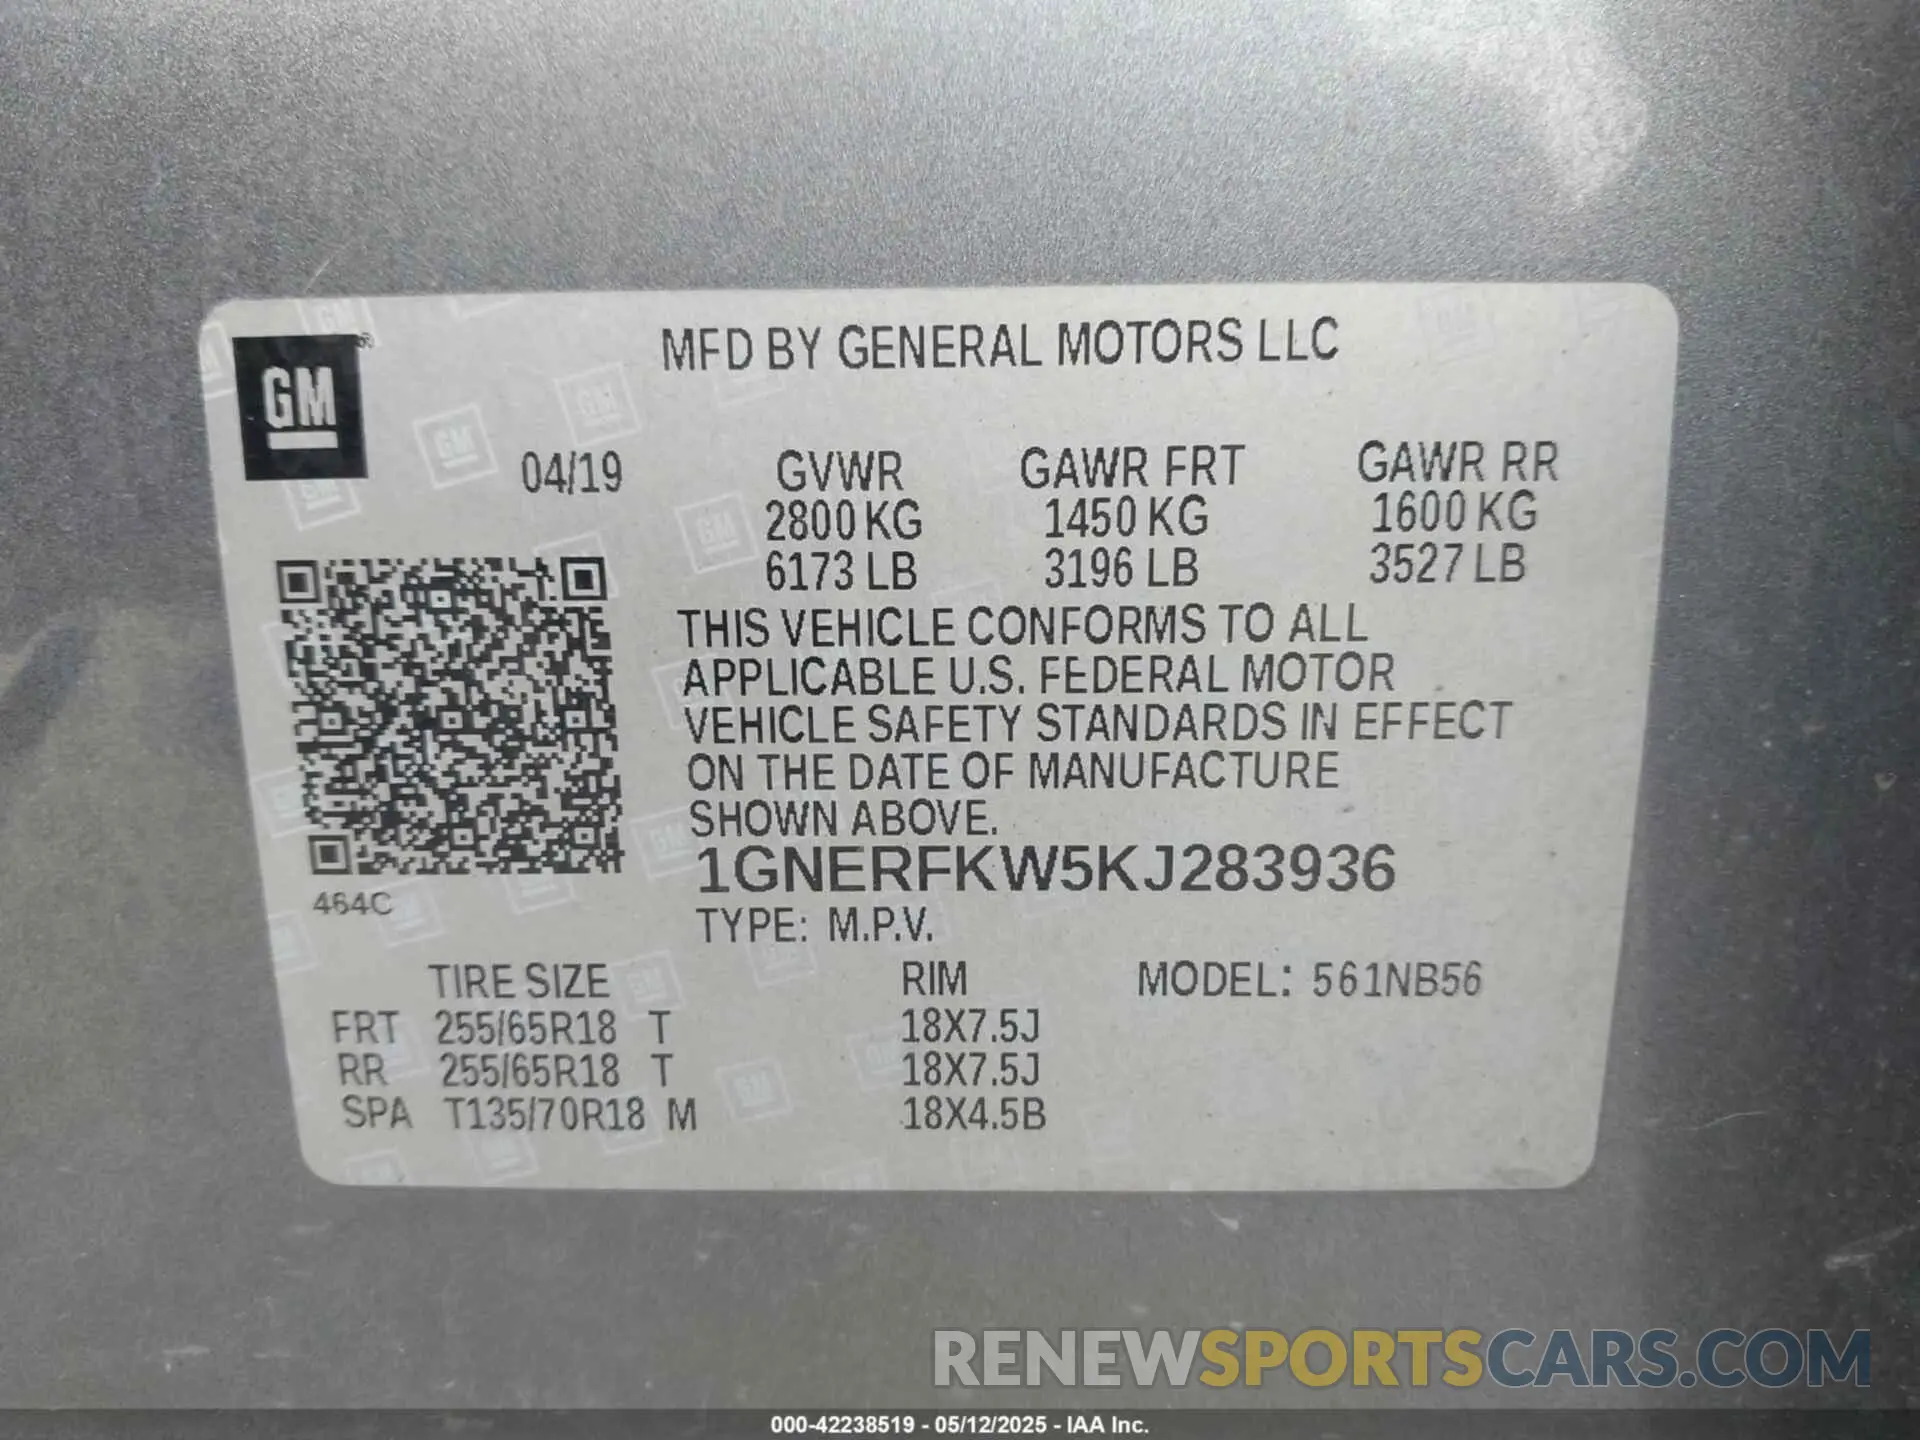 MFD BY GENERAL MOTORS LLC
GM
04/19 GVWR GAWR FRT GAWR RR
2800 KG 1450 KG 1600 KG
6173 LB 3196 LB 3527 LB
THIS VEHICLE CONFORMS TO ALL
APPLICABLE U.S. FEDERAL MOTOR
VEHICLE SAFETY STANDARDS IN EFFECT
ON THE DATE OF MANUFACTURE
SHOWN ABOVE.
1GNERFKW5KJ283936
464C
TYPE: M.P.V.
TIRE SIZE RIM MODEL: 561NB56
FRT 255/65R18 T 18X7.5J
RR 255/65R18 T 18X7.5J
SPA T135/70R18 M 18X4.5B
RENEWSPORTSCARS.COM
000-42238519 - 05/12/2025 - IAA Inc.